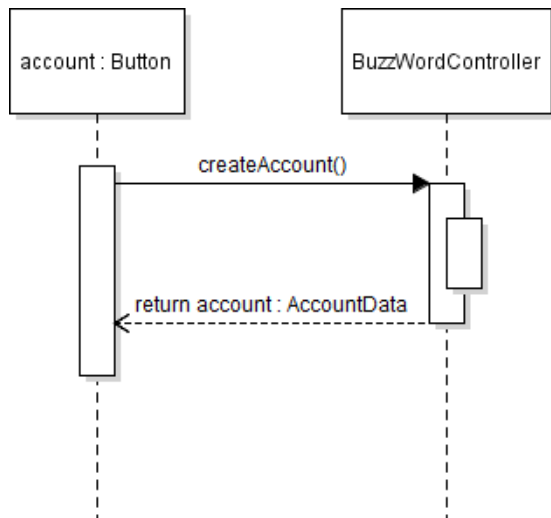 account : Button
BuzzWordController
createAccount()
return account : AccountData